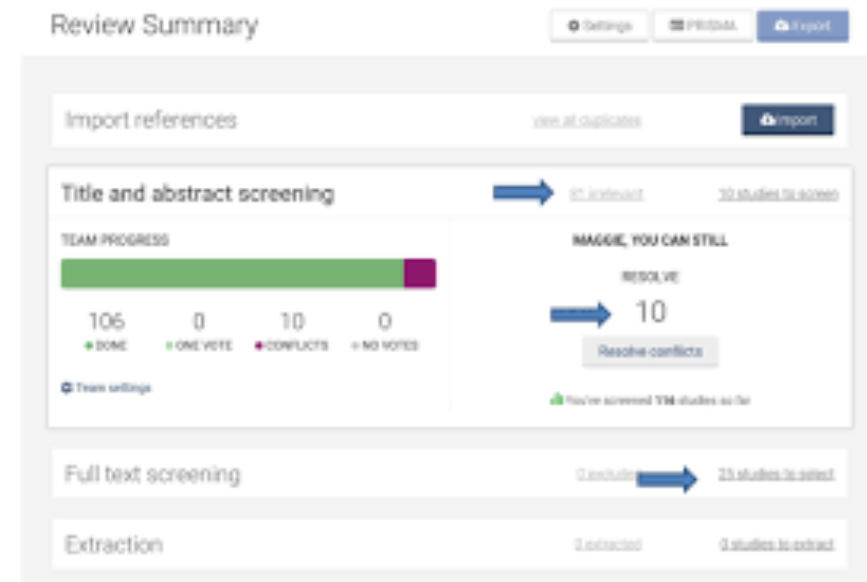 Review Summary
Settings PRISMA Export
Import references view all duplicates Import
Title and abstract screening 81 irrelevant 10 studies to screen
TEAM PROGRESS
MAGGIE, YOU CAN STILL
RESOLVE
10
106 0 10 0
DONE ONE VOTE CONFLICTS NO VOTES
Resolve conflicts
Team settings
You've screened 116 studies so far
Full text screening 0 excluded 25 studies to select
Extraction 0 extracted 0 studies to extract